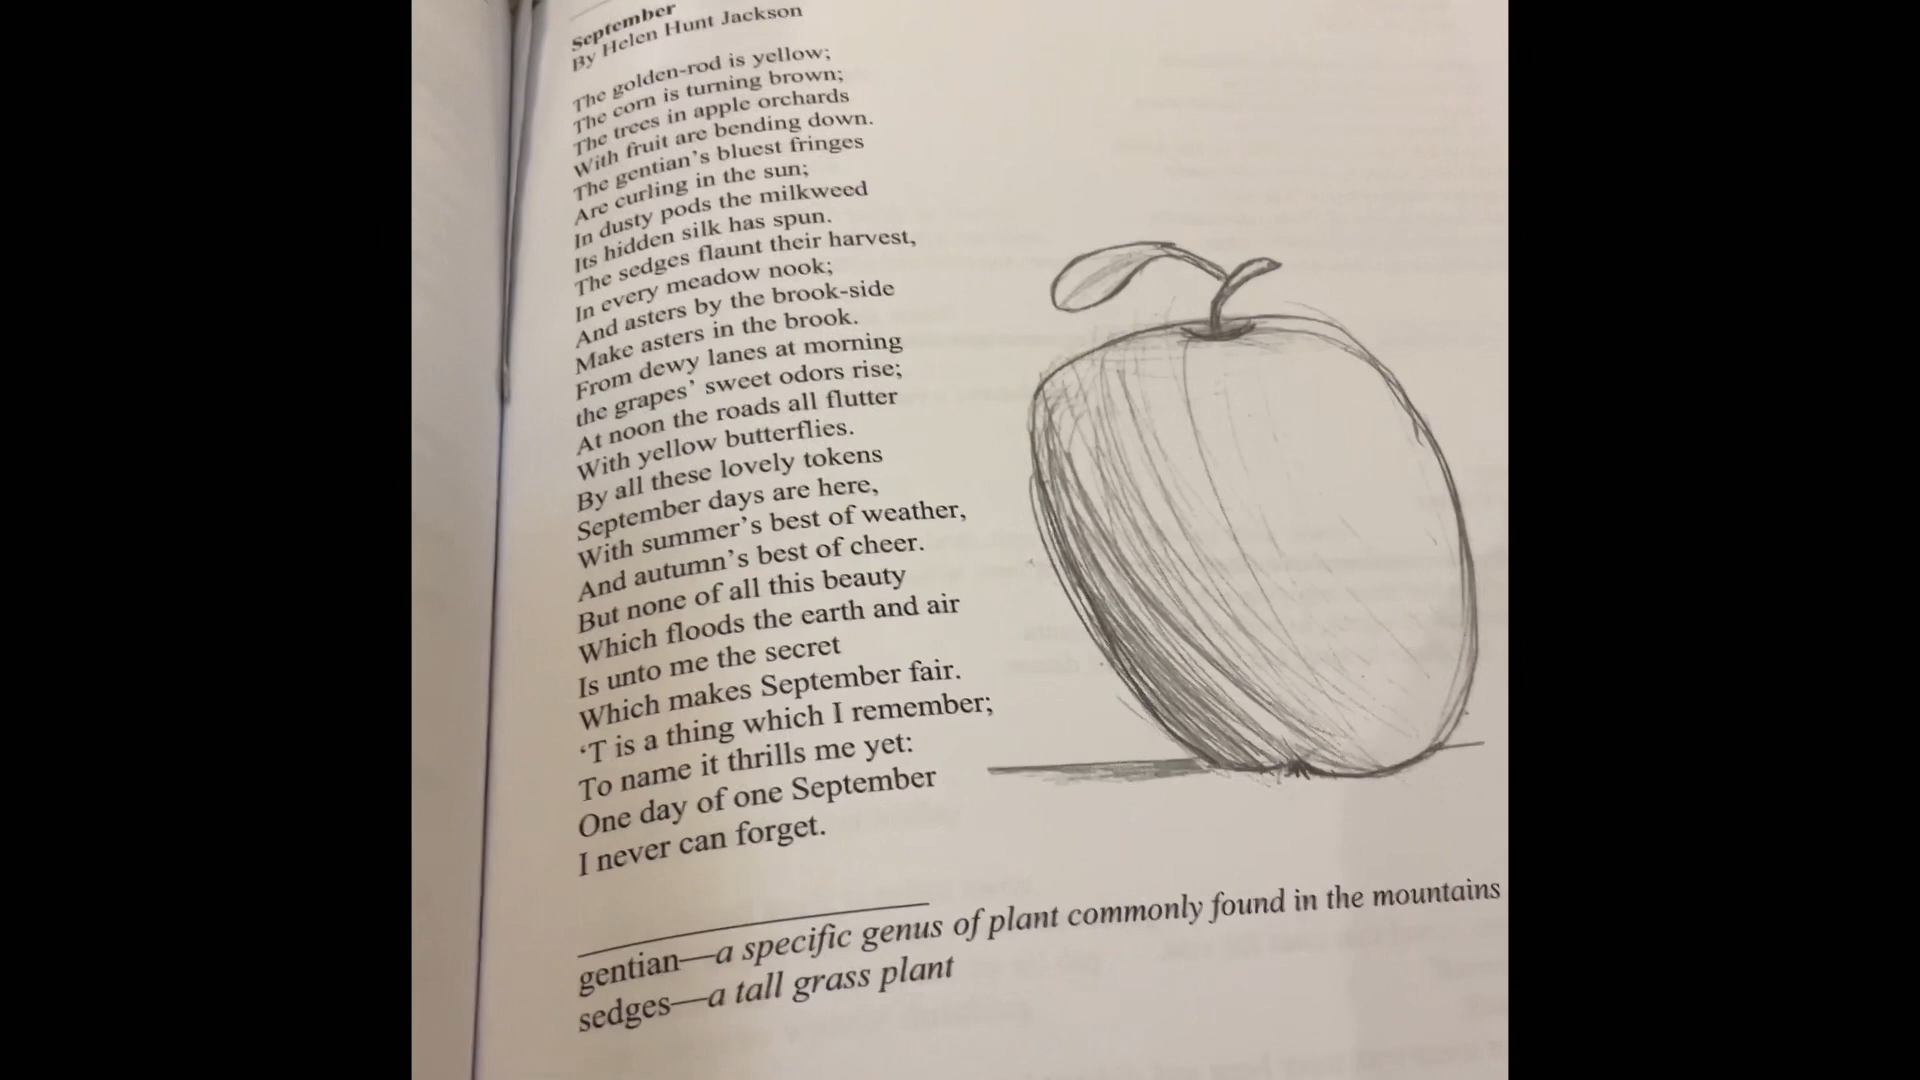 September
By Helen Hunt Jackson
The golden-rod is yellow;
The corn is turning brown;
The trees in apple orchards
With fruit are bending down.
The gentian’s bluest fringes
Are curling in the sun;
In dusty pods the milkweed
Its hidden silk has spun.
The sedges flaunt their harvest,
In every meadow nook;
And asters by the brook-side
Make asters in the brook.
From dewy lanes at morning
the grapes’ sweet odors rise;
At noon the roads all flutter
With yellow butterflies.
By all these lovely tokens
September days are here,
With summer’s best of weather,
And autumn’s best of cheer.
But none of all this beauty
Which floods the earth and air
Is unto me the secret
Which makes September fair.
‘T is a thing which I remember;
To name it thrills me yet:
One day of one September
I never can forget.
gentian—a specific genus of plant commonly found in the mountains
sedges—a tall grass plant